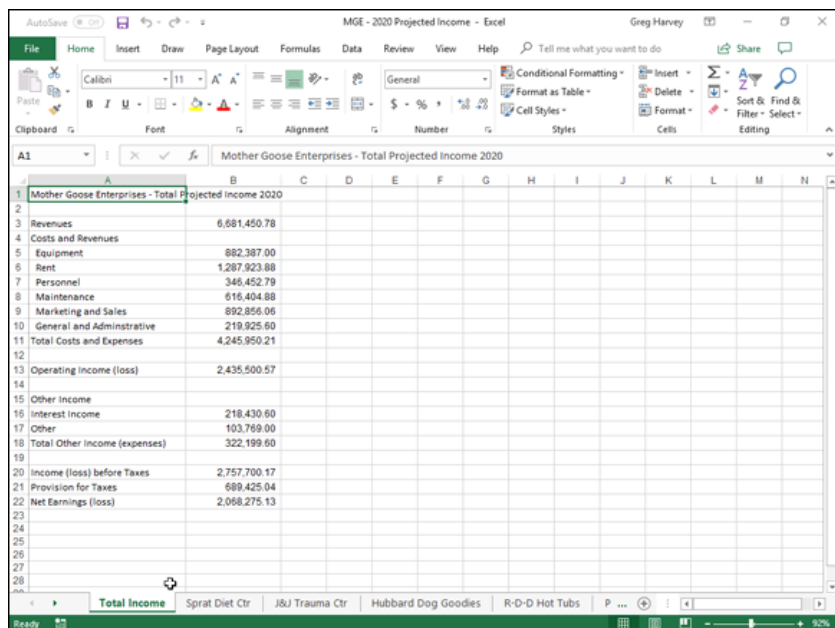 AutoSave Off MGE - 2020 Projected Income - Excel Greg Harvey
File Home Insert Draw Page Layout Formulas Data Review View Help Tell me what you want to do Share
Paste Calibri 11 A A General Conditional Formatting Insert Σ
B I U A $ % , Format as Table Delete Sort & Find &
Cell Styles Format Filter Select
Clipboard Font Alignment Number Styles Cells Editing
A1 fx Mother Goose Enterprises - Total Projected Income 2020
A B C D E F G H I J K L M N
1 Mother Goose Enterprises - Total Projected Income 2020
2
3 Revenues 6,681,450.78
4 Costs and Revenues
5 Equipment 882,387.00
6 Rent 1,287,923.88
7 Personnel 346,452.79
8 Maintenance 616,404.88
9 Marketing and Sales 892,856.06
10 General and Adminstrative 219,925.60
11 Total Costs and Expenses 4,245,950.21
12
13 Operating Income (loss) 2,435,500.57
14
15 Other Income
16 Interest Income 218,430.60
17 Other 103,769.00
18 Total Other Income (expenses) 322,199.60
19
20 Income (loss) before Taxes 2,757,700.17
21 Provision for Taxes 689,425.04
22 Net Earnings (loss) 2,068,275.13
23
24
25
26
27
28
Total Income Sprat Diet Ctr J&J Trauma Ctr Hubbard Dog Goodies R-D-D Hot Tubs P ...
Ready 92%